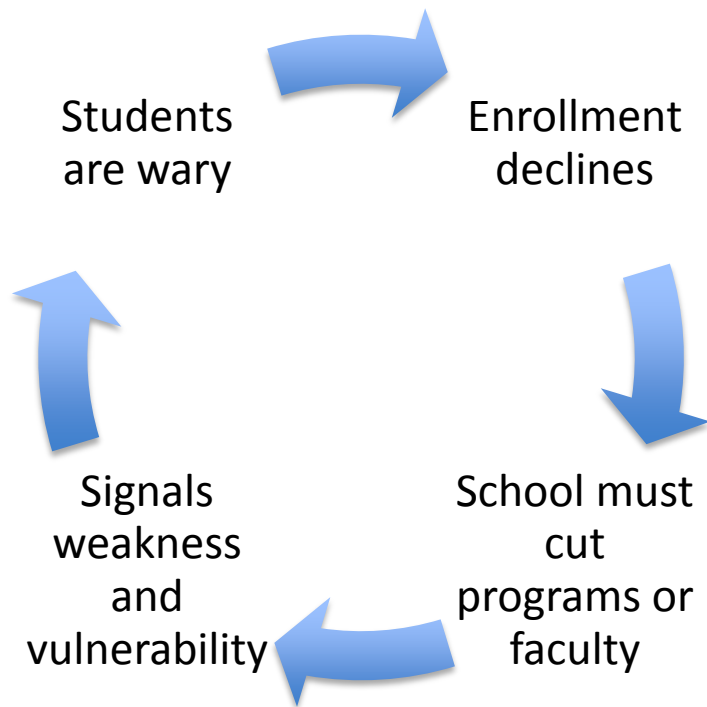 Students
are wary
Enrollment
declines
School must
cut
programs or
faculty
Signals
weakness
and
vulnerability